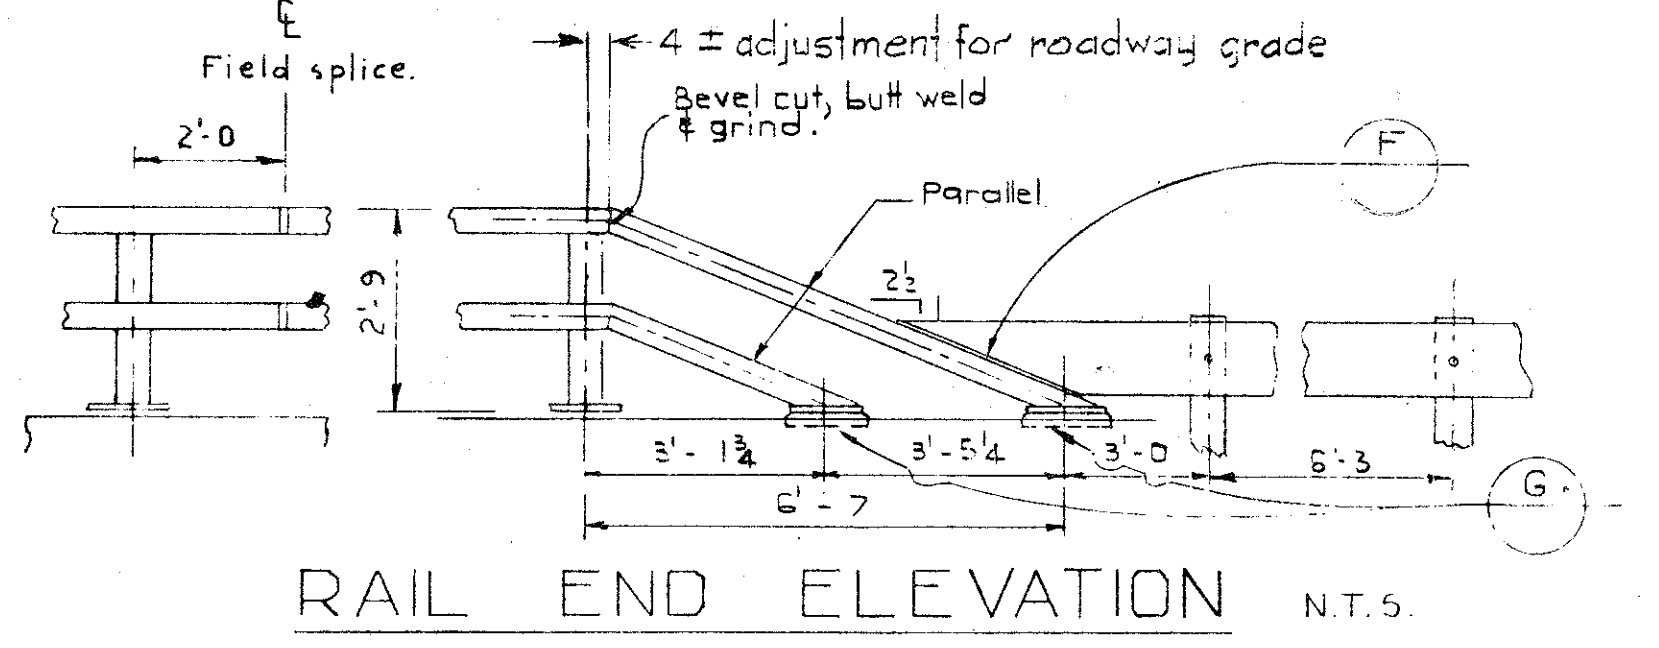 ℄
Field splice.
4 ± adjustment for roadway grade
Bevel cut, butt weld
& grind.
2'-0
Parallel
F
2'-9
2½
3'- 1¾
3'- 5¼
3'-0
6'-3
6'- 7
G
RAIL END ELEVATION N.T.S.